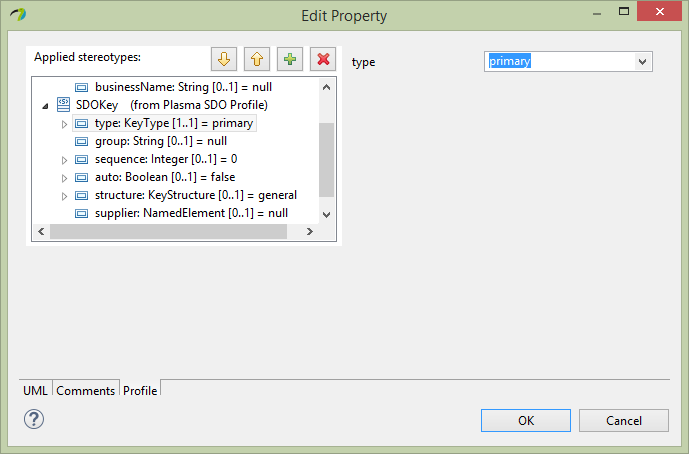 Edit Property
Applied stereotypes:
type
primary
businessName: String [0..1] = null
SDOKey (from Plasma SDO Profile)
type: KeyType [1..1] = primary
group: String [0..1] = null
sequence: Integer [0..1] = 0
auto: Boolean [0..1] = false
structure: KeyStructure [0..1] = general
supplier: NamedElement [0..1] = null
UML
Comments
Profile
OK
Cancel